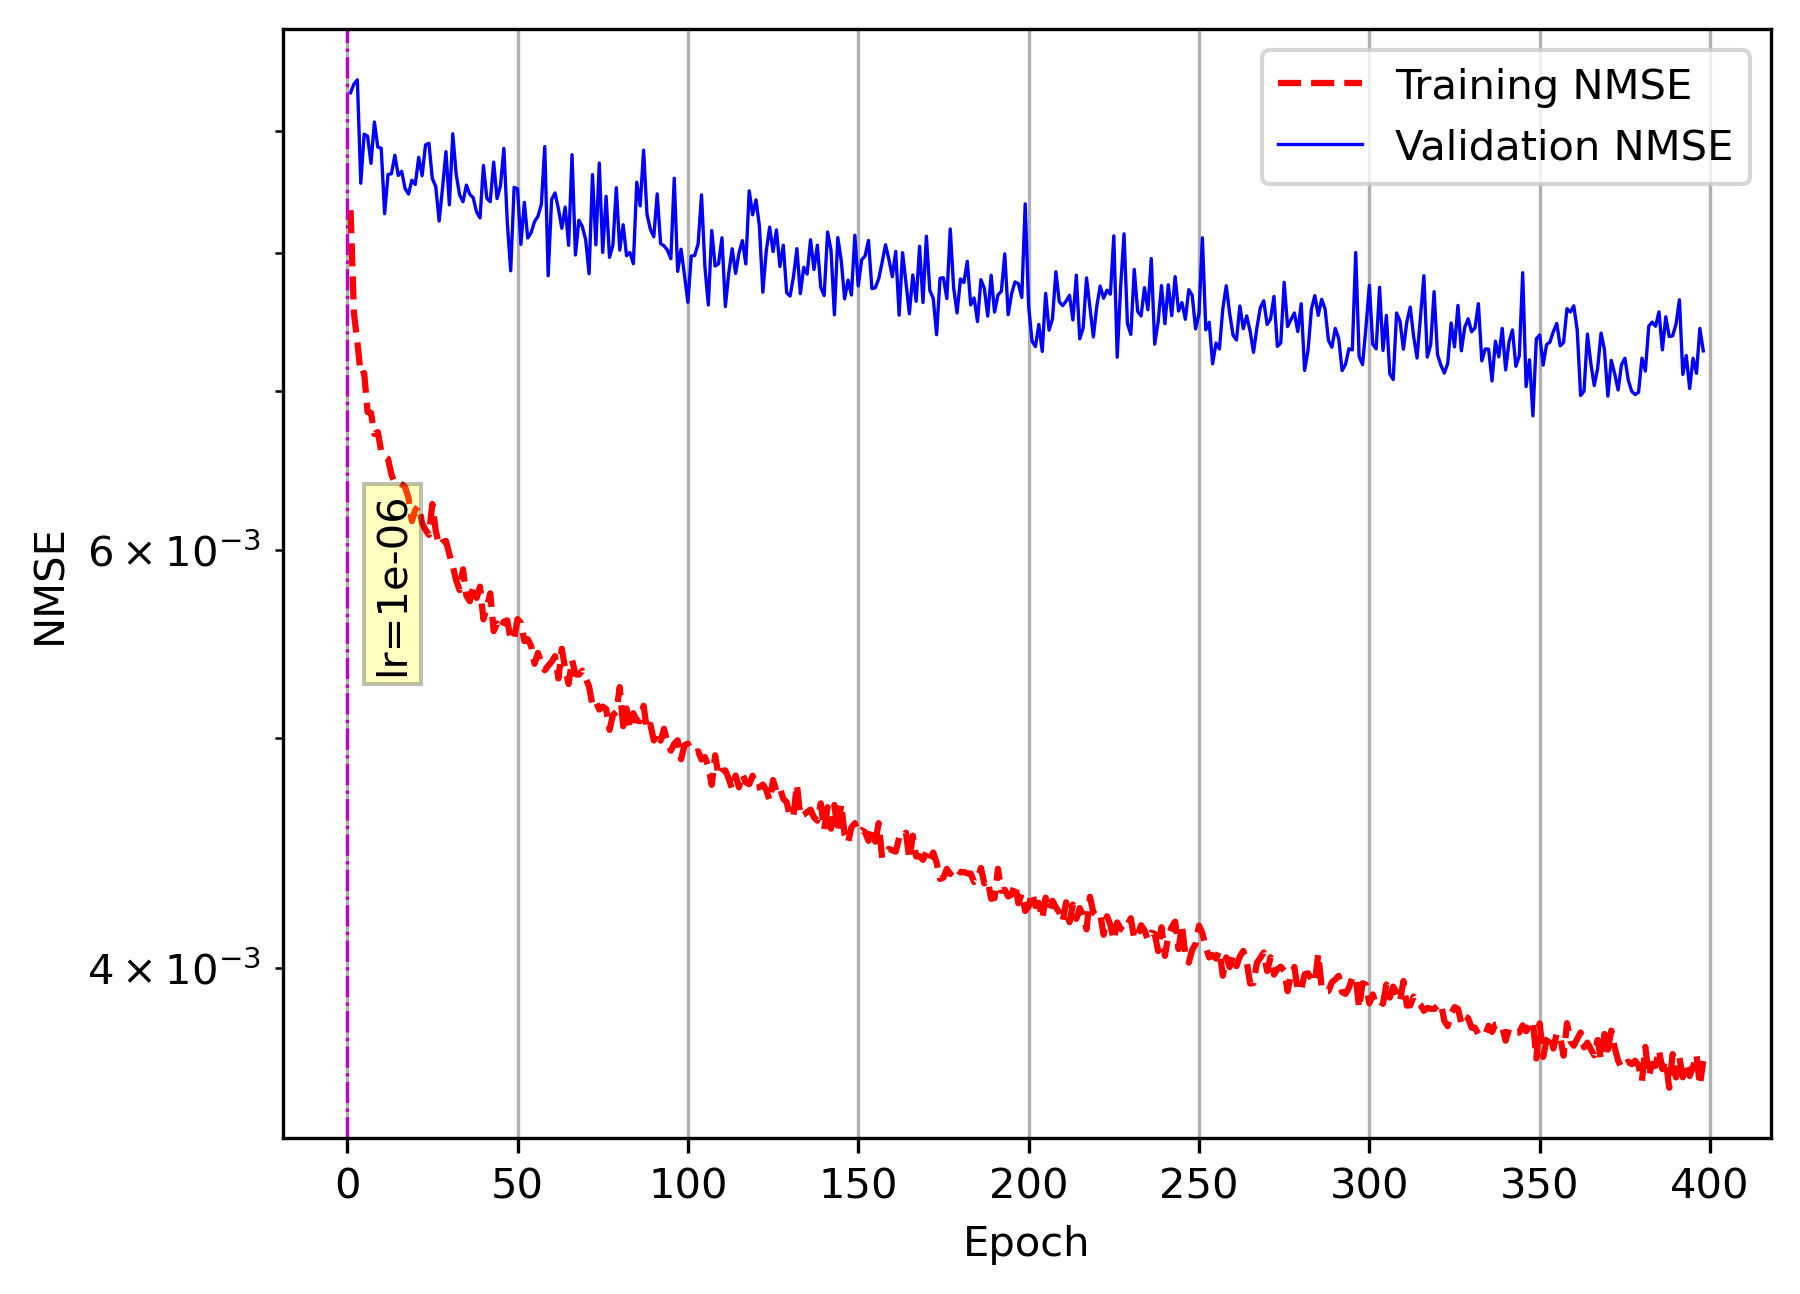 Training NMSE
Validation NMSE
NMSE
6 × 10⁻³
4 × 10⁻³
lr=1e-06
0 50 100 150 200 250 300 350 400
Epoch